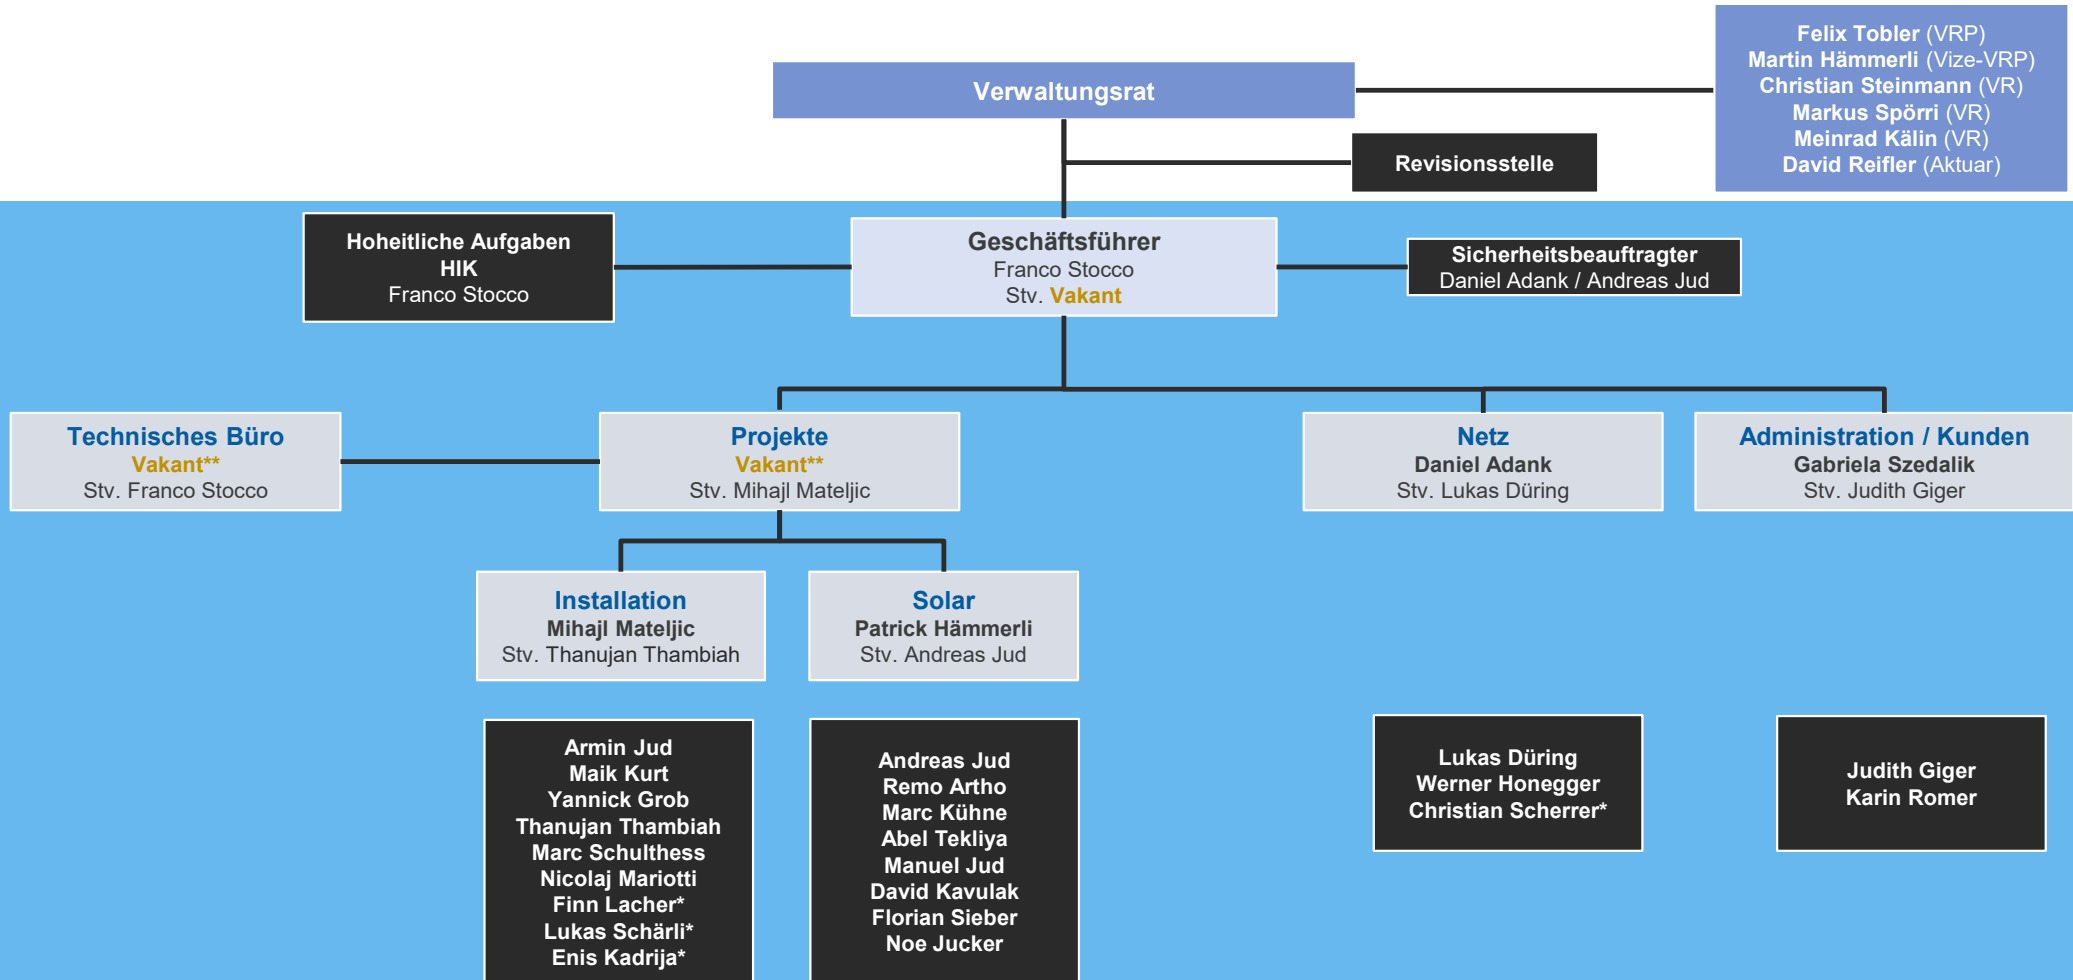 Felix Tobler (VRP)
Martin Hämmerli (Vize-VRP)
Christian Steinmann (VR)
Markus Spörri (VR)
Meinrad Kälin (VR)
David Reifler (Aktuar)
Verwaltungsrat
Revisionsstelle
Hoheitliche Aufgaben
HIK
Franco Stocco
Geschäftsführer
Franco Stocco
Stv. Vakant
Sicherheitsbeauftragter
Daniel Adank / Andreas Jud
Technisches Büro
Vakant**
Stv. Franco Stocco
Projekte
Vakant**
Stv. Mihajl Mateljic
Netz
Daniel Adank
Stv. Lukas Düring
Administration / Kunden
Gabriela Szedalik
Stv. Judith Giger
Installation
Mihajl Mateljic
Stv. Thanujan Thambiah
Solar
Patrick Hämmerli
Stv. Andreas Jud
Armin Jud
Maik Kurt
Yannick Grob
Thanujan Thambiah
Marc Schulthess
Nicolaj Mariotti
Finn Lacher*
Lukas Schärli*
Enis Kadrija*
Andreas Jud
Remo Artho
Marc Kühne
Abel Tekliya
Manuel Jud
David Kavulak
Florian Sieber
Noe Jucker
Lukas Düring
Werner Honegger
Christian Scherrer*
Judith Giger
Karin Romer